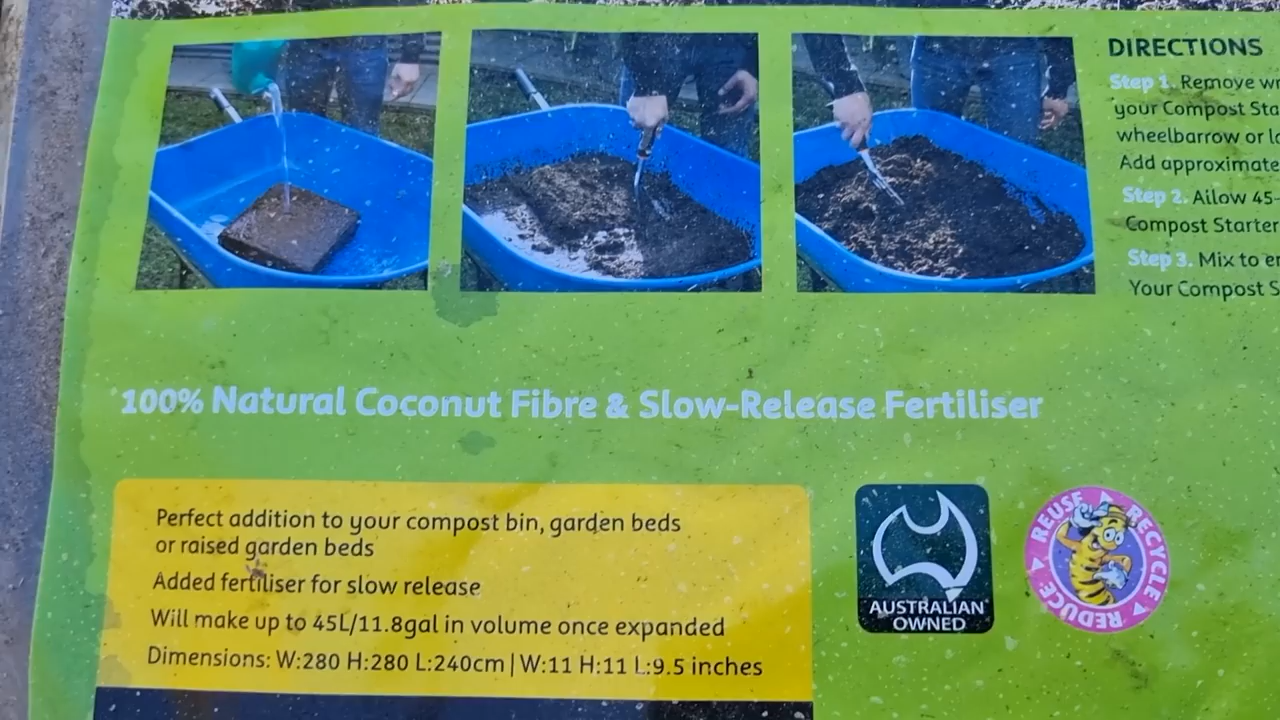 DIRECTIONS
Step 1. Remove wr
your Compost Sta
wheelbarrow or l
Add approximate
Step 2. Allow 45-
Compost Starter
Step 3. Mix to e
Your Compost S
100% Natural Coconut Fibre & Slow-Release Fertiliser
Perfect addition to your compost bin, garden beds
or raised garden beds
Added fertiliser for slow release
Will make up to 45L/11.8gal in volume once expanded
Dimensions: W:280 H:280 L:240cm | W:11 H:11 L:9.5 inches
AUSTRALIAN
OWNED
REUSE RECYCLE REDUCE